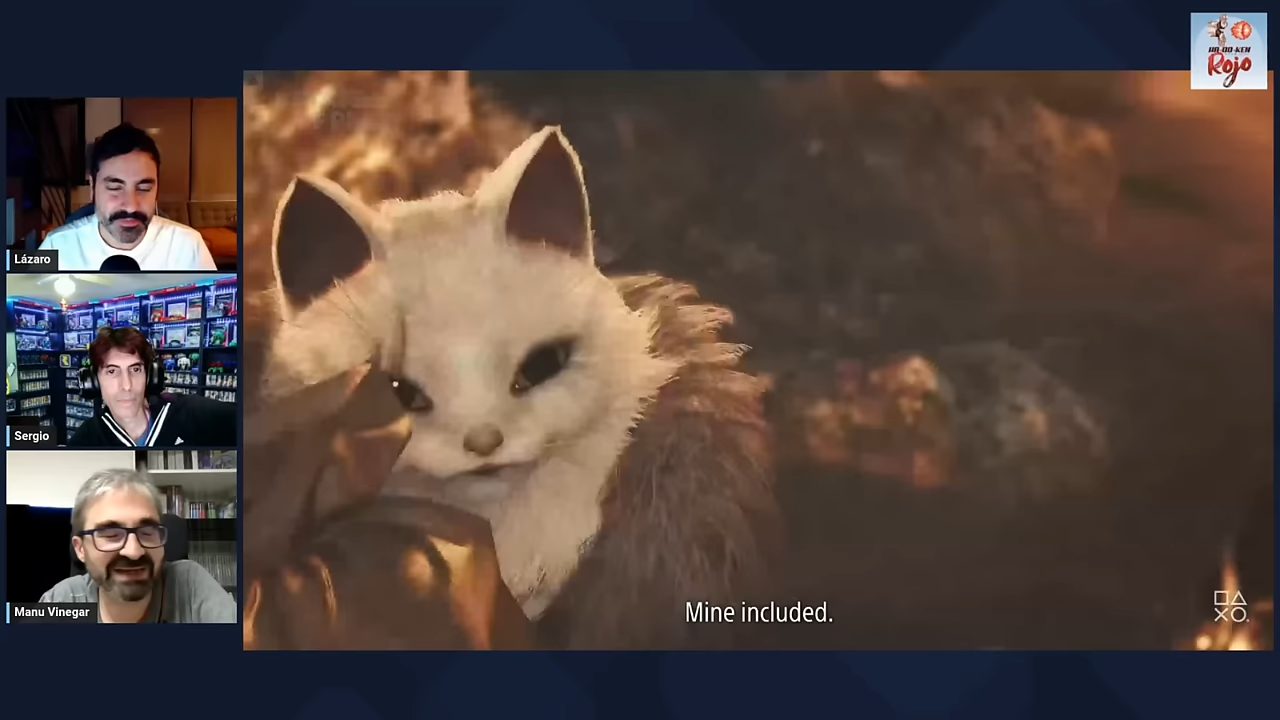 HA-DO-KEN
Rojo
Lázaro
Sergio
Manu Vinegar
Mine included.